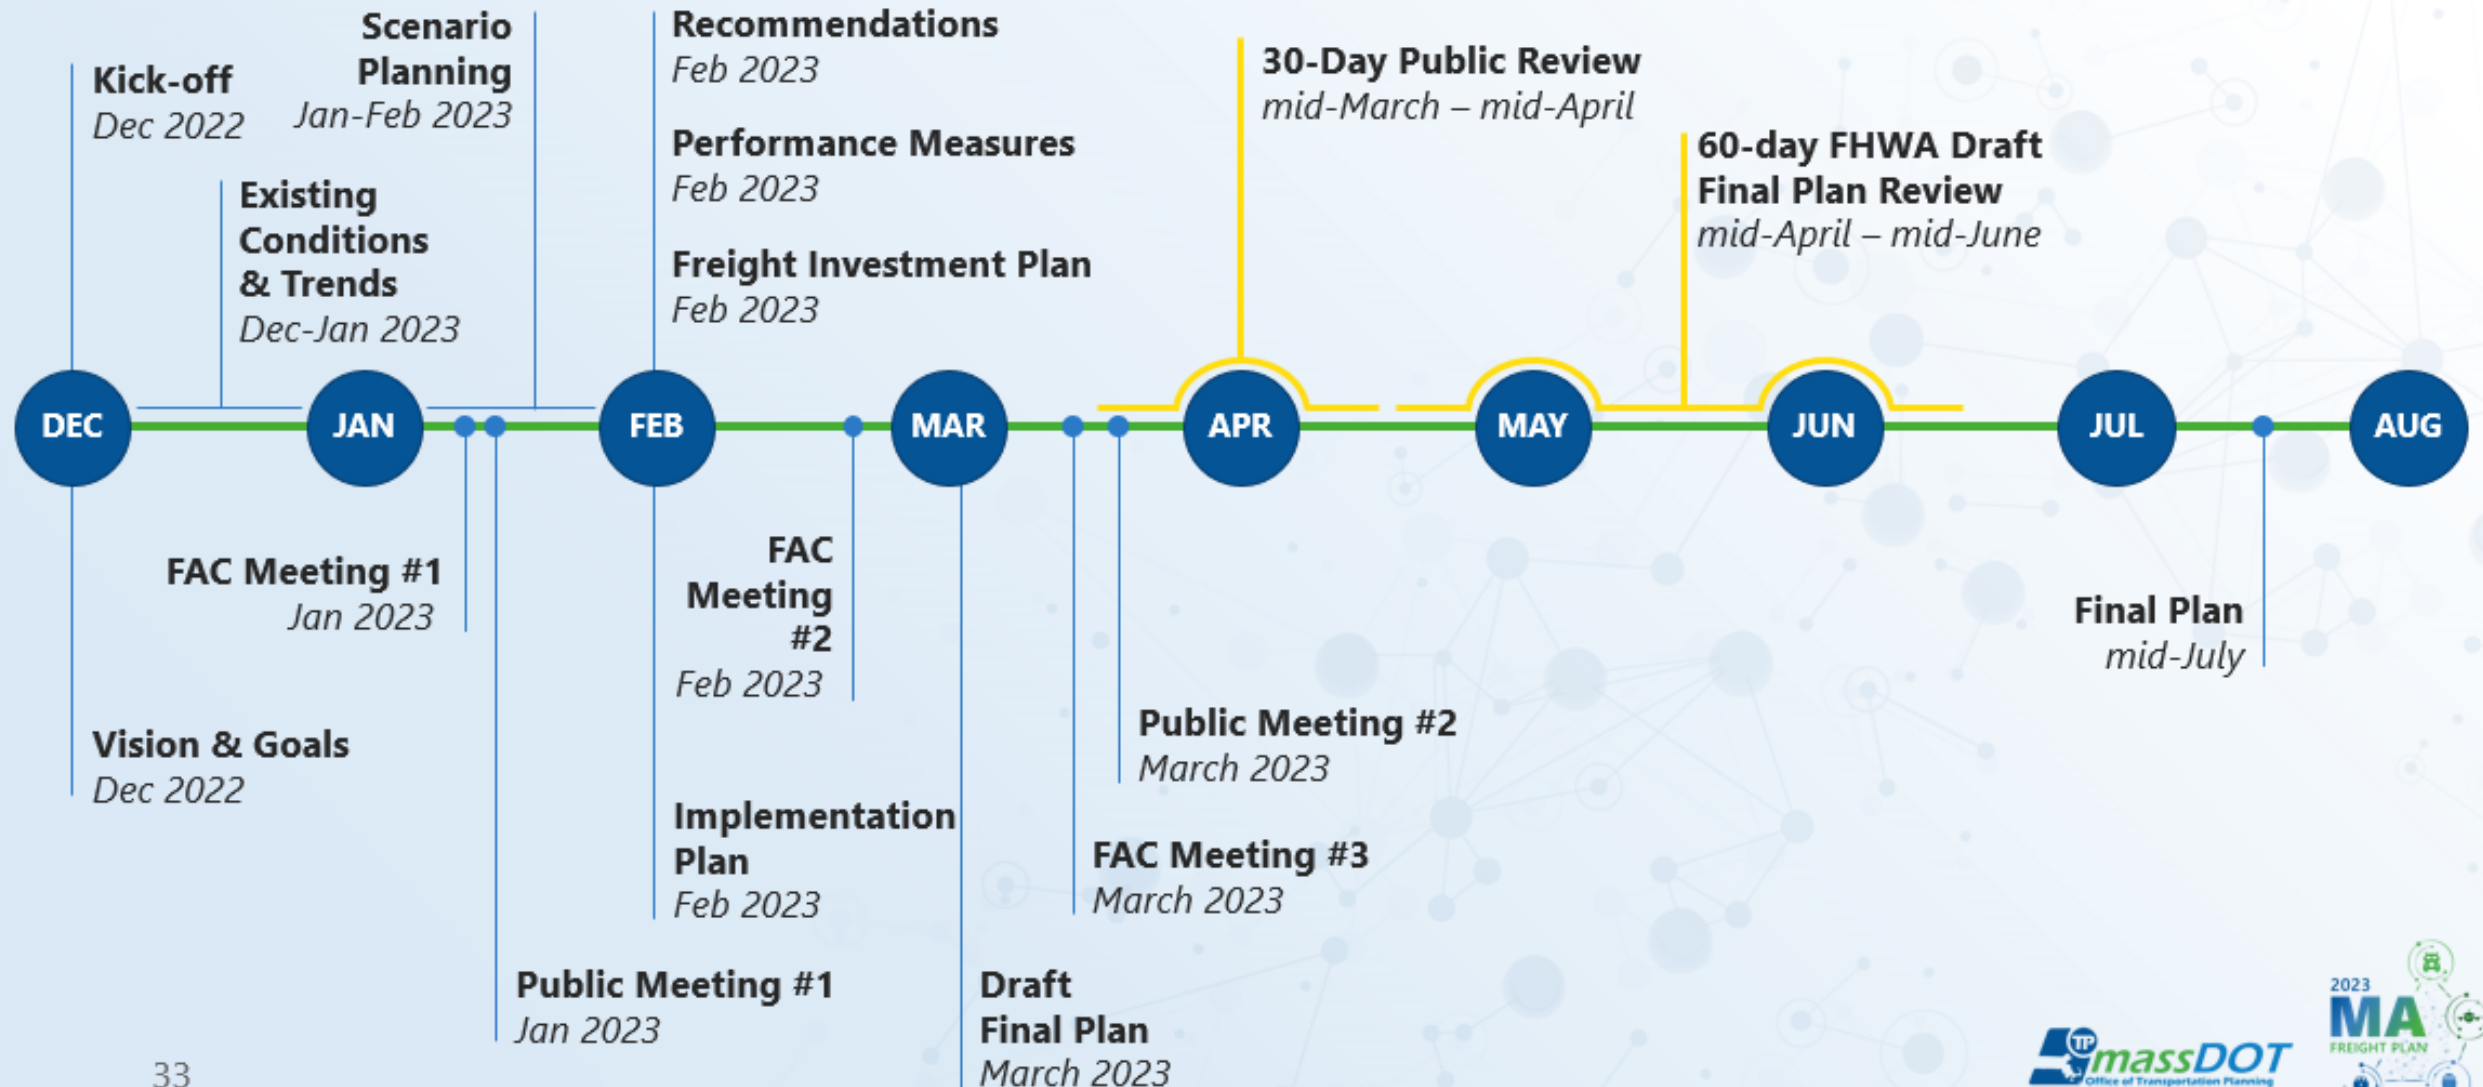 Scenario
Planning
Jan-Feb 2023
Recommendations
Feb 2023
Kick-off
Dec 2022
Performance Measures
Feb 2023
30-Day Public Review
mid-March – mid-April
60-day FHWA Draft
Final Plan Review
mid-April – mid-June
Existing
Conditions
& Trends
Dec-Jan 2023
Freight Investment Plan
Feb 2023
DEC
JAN
FEB
MAR
APR
MAY
JUN
JUL
AUG
FAC Meeting #1
Jan 2023
FAC
Meeting
#2
Feb 2023
Final Plan
mid-July
Vision & Goals
Dec 2022
Public Meeting #2
March 2023
Implementation
Plan
Feb 2023
FAC Meeting #3
March 2023
Public Meeting #1
Jan 2023
Draft
Final Plan
March 2023
33
TP
massDOT
Office of Transportation Planning
2023
MA
FREIGHT PLAN